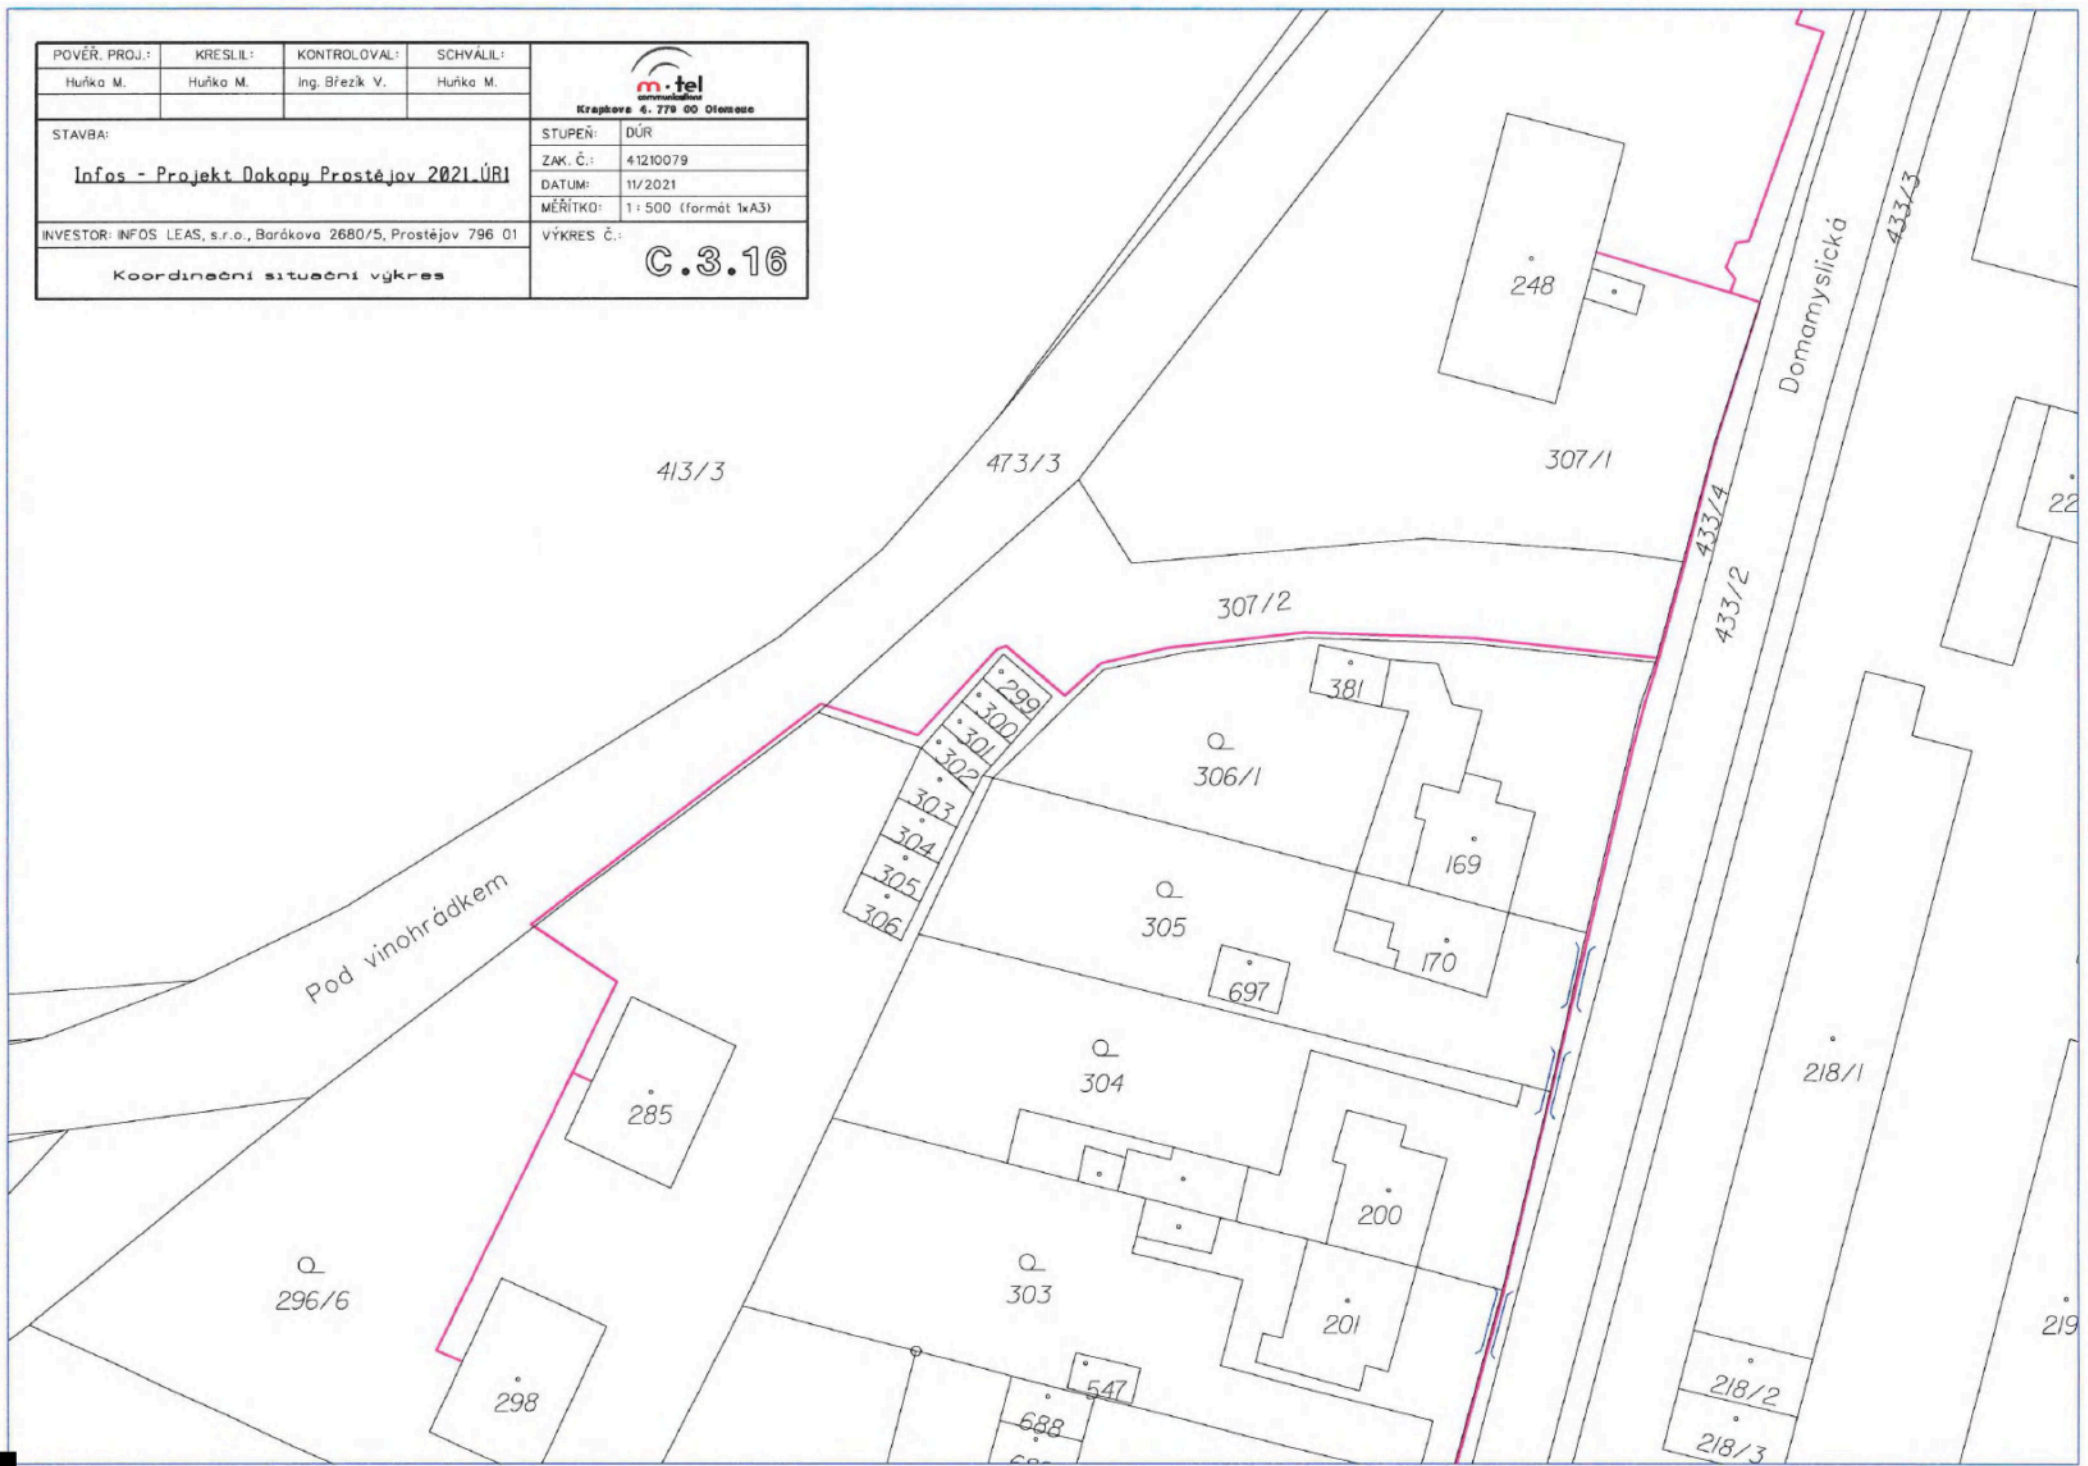 POVĚŘ. PROJ.: KRESLIL: KONTROLOVAL: SCHVÁLIL:
Huňka M. Huňka M. Ing. Březík V. Huňka M.
m·tel
communications
Krapkova 4, 779 00 Olomouc
STAVBA:
Infos - Projekt Dokopy Prostějov 2021_ÚR1
STUPEŇ: DÚR
ZAK. Č.: 41210079
DATUM: 11/2021
MĚŘÍTKO: 1 : 500 (formát 1xA3)
INVESTOR: INFOS LEAS, s.r.o., Barákova 2680/5, Prostějov 796 01
VÝKRES Č.:
C.3.16
Koordinační situační výkres
433/3
Domamyslická
248
413/3
473/3
307/1
433/4
22
307/2
433/2
381
299
300
301
302
303
304
305
306
306/1
169
305
170
697
Pod vinohrádkem
304
218/1
285
200
296/6
303
201
219
298
547
688
218/2
218/3